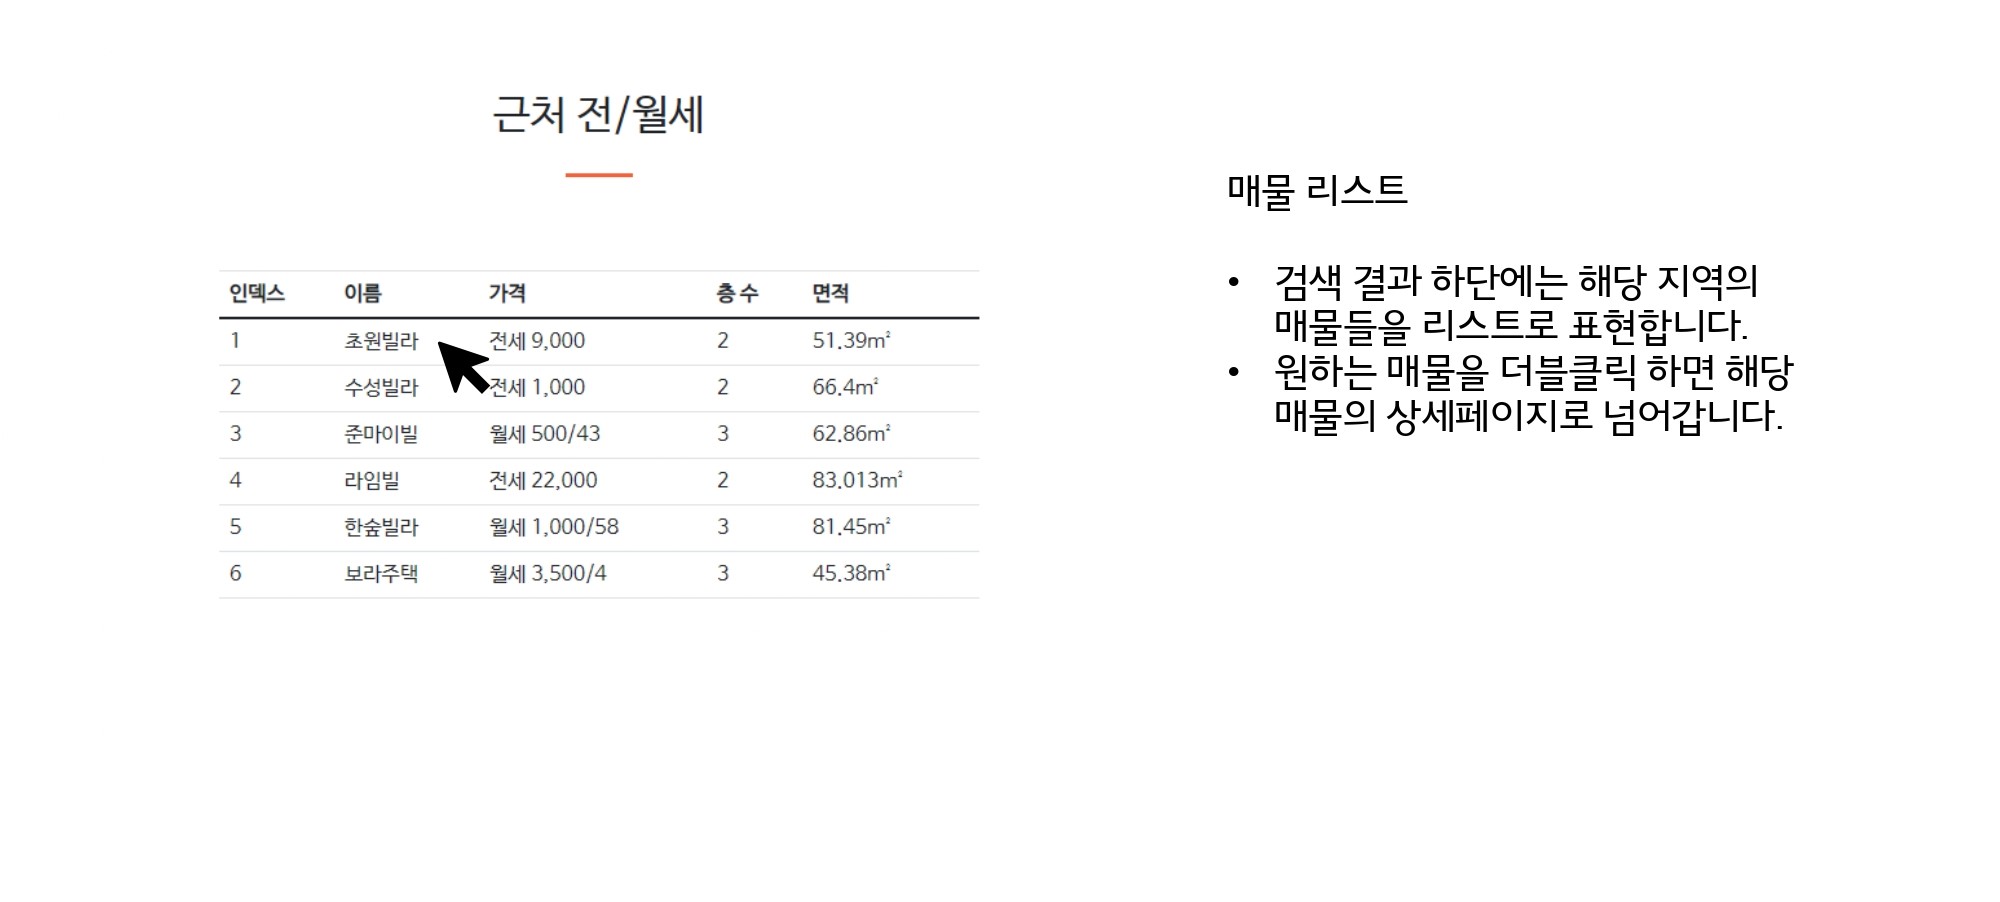 근처 전/월세
인덱스 이름 가격 층 수 면적
1 초원빌라 전세 9,000 2 51.39㎡
2 수성빌라 전세 1,000 2 66.4㎡
3 준마이빌 월세 500/43 3 62.86㎡
4 라임빌 전세 22,000 2 83.013㎡
5 한숲빌라 월세 1,000/58 3 81.45㎡
6 보라주택 월세 3,500/4 3 45.38㎡
매물 리스트
• 검색 결과 하단에는 해당 지역의
매물들을 리스트로 표현합니다.
• 원하는 매물을 더블클릭 하면 해당
매물의 상세페이지로 넘어갑니다.